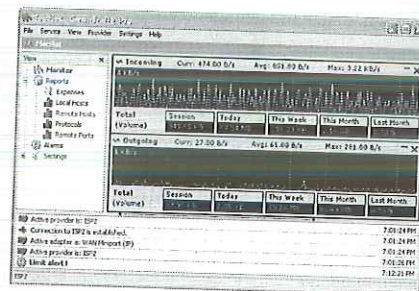 File Service View Provider Settings Help
Monitor
View
Monitor
Reports
Expenses
Local Hosts
Remote Hosts
Protocols
Remote Ports
Alarms
Settings
Incoming Curr: 474.00 B/s Avg: 601.00 B/s Max: 3.22 kB/s
Total (Volume) Session Today This Week This Month Last Month
Outgoing Curr: 27.00 B/s Avg: 61.00 B/s Max: 261.00 B/s
Total (Volume) Session Today This Week This Month Last Month
Active provider is: ISP2 7:01:24 PM
Connection to ISP2 is established. 7:01:24 PM
Active adapter is: WAN Miniport (IP) 7:01:24 PM
Active provider is: ISP2 7:01:26 PM
Limit alert! 7:12:21 PM
ISP2